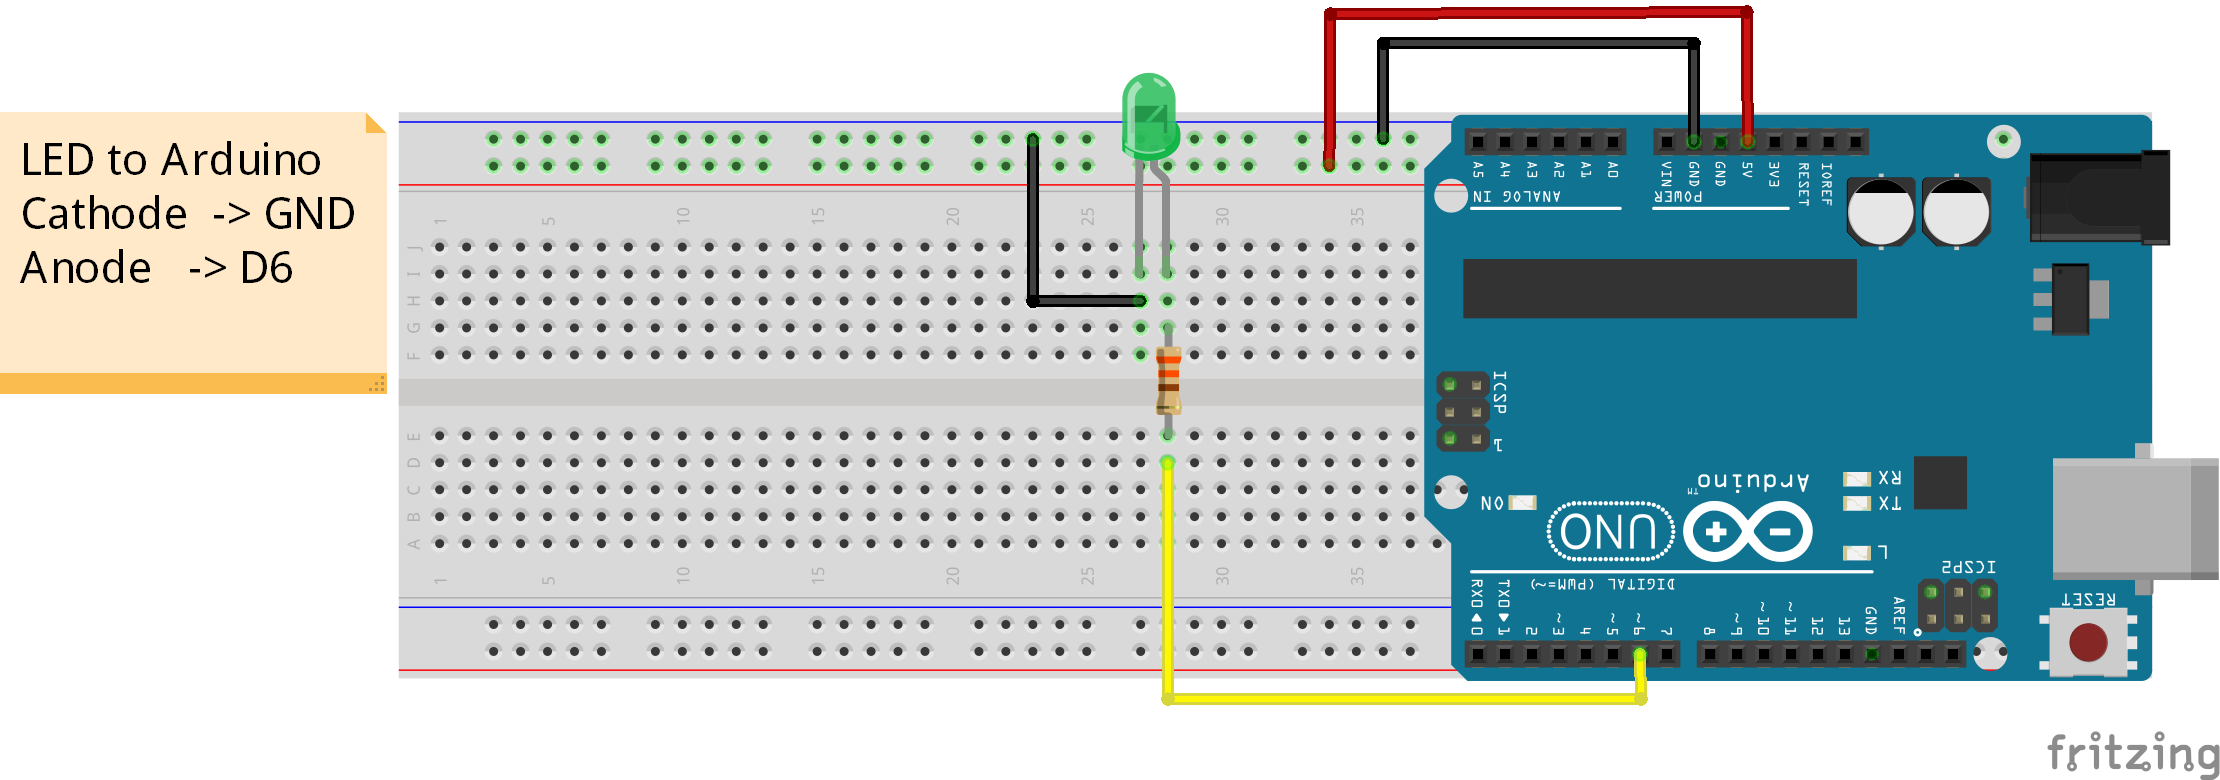 LED to Arduino
Cathode -> GND
Anode -> D6
1 5 10 15 20 25 30 35
J
I
H
G
F
E
D
C
B
A
1 5 10 15 20 25 30 35
A5 A4 A3 A2 A1 A0
ANALOG IN
VIN GND GND 5V 3V3 RESET IOREF
POWER
ICSP
1
ON
UNO
Arduino™
RX
TX
L
ICSP2
RESET
DIGITAL (PWM=~)
RX0 0 TX0 1 2 ~3 4 ~5 ~6 7 8 ~9 ~10 ~11 12 13 GND AREF
fritzing